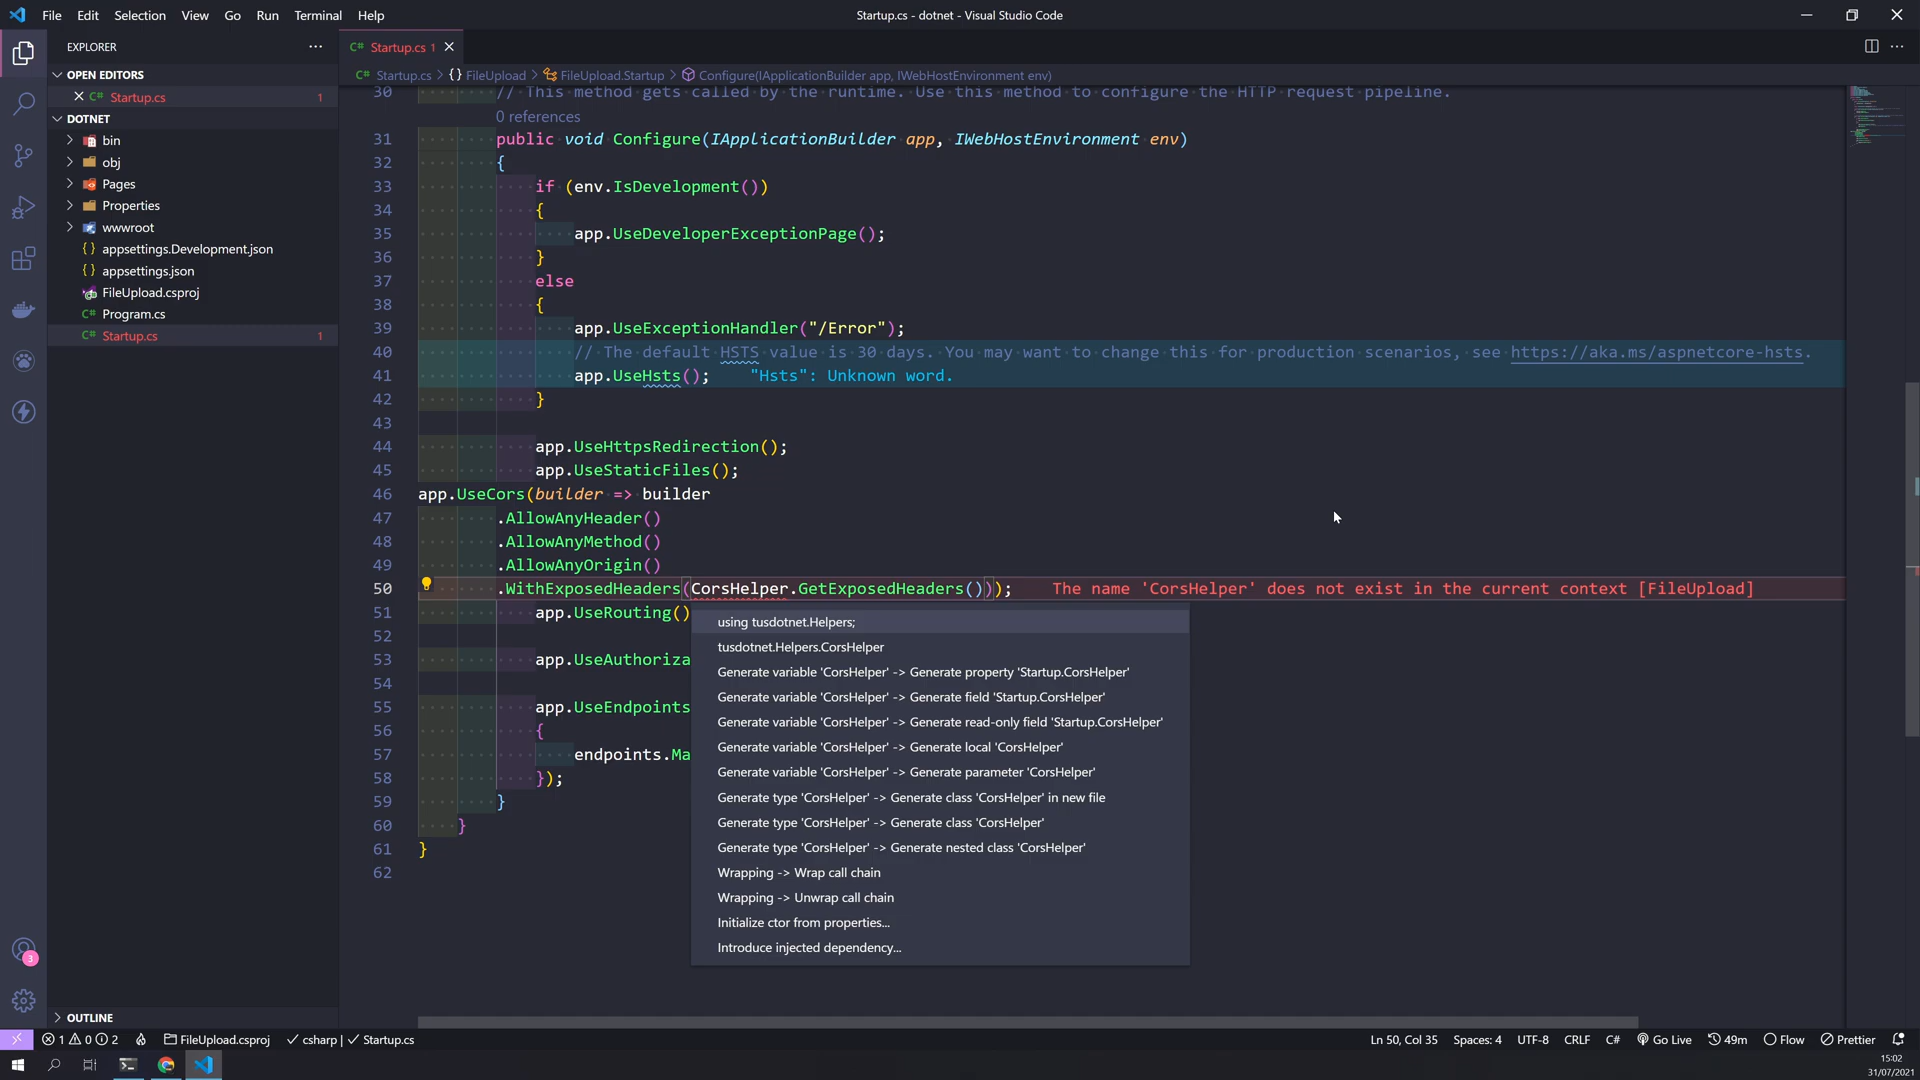 File Edit Selection View Go Run Terminal Help
Startup.cs - dotnet - Visual Studio Code
EXPLORER
OPEN EDITORS
C# Startup.cs 1
DOTNET
bin
obj
Pages
Properties
wwwroot
{} appsettings.Development.json
{} appsettings.json
FileUpload.csproj
C# Program.cs
C# Startup.cs 1
OUTLINE
3
C# Startup.cs 1
C# Startup.cs > {} FileUpload > FileUpload.Startup > Configure(IApplicationBuilder app, IWebHostEnvironment env)
30 // This method gets called by the runtime. Use this method to configure the HTTP request pipeline.
0 references
31 public void Configure(IApplicationBuilder app, IWebHostEnvironment env)
32 {
33 if (env.IsDevelopment())
34 {
35 app.UseDeveloperExceptionPage();
36 }
37 else
38 {
39 app.UseExceptionHandler("/Error");
40 // The default HSTS value is 30 days. You may want to change this for production scenarios, see https://aka.ms/aspnetcore-hsts.
41 app.UseHsts(); "Hsts": Unknown word.
42 }
43
44 app.UseHttpsRedirection();
45 app.UseStaticFiles();
46 app.UseCors(builder => builder
47 .AllowAnyHeader()
48 .AllowAnyMethod()
49 .AllowAnyOrigin()
50 .WithExposedHeaders(CorsHelper.GetExposedHeaders())); The name 'CorsHelper' does not exist in the current context [FileUpload]
51 app.UseRouting()
52
53 app.UseAuthoriza
54
55 app.UseEndpoints
56 {
57 endpoints.Ma
58 });
59 }
60 }
61 }
62
using tusdotnet.Helpers;
tusdotnet.Helpers.CorsHelper
Generate variable 'CorsHelper' -> Generate property 'Startup.CorsHelper'
Generate variable 'CorsHelper' -> Generate field 'Startup.CorsHelper'
Generate variable 'CorsHelper' -> Generate read-only field 'Startup.CorsHelper'
Generate variable 'CorsHelper' -> Generate local 'CorsHelper'
Generate variable 'CorsHelper' -> Generate parameter 'CorsHelper'
Generate type 'CorsHelper' -> Generate class 'CorsHelper' in new file
Generate type 'CorsHelper' -> Generate class 'CorsHelper'
Generate type 'CorsHelper' -> Generate nested class 'CorsHelper'
Wrapping -> Wrap call chain
Wrapping -> Unwrap call chain
Initialize ctor from properties...
Introduce injected dependency...
1 0 2 FileUpload.csproj csharp | Startup.cs
Ln 50, Col 35 Spaces: 4 UTF-8 CRLF C# Go Live 49m Flow Prettier
15:02
31/07/2021